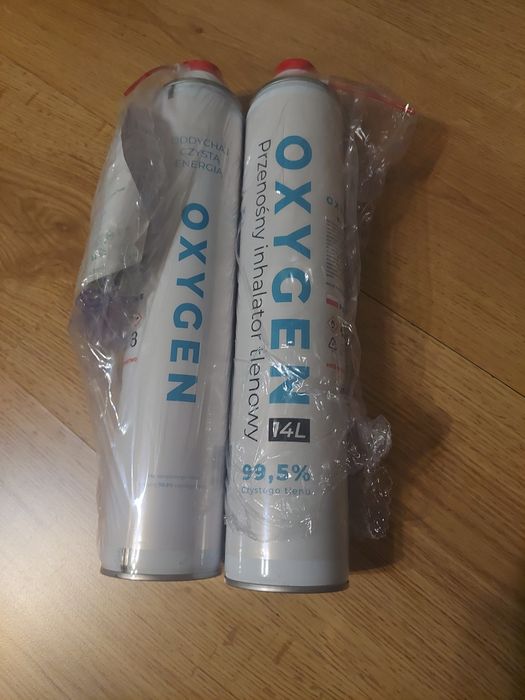 ODDYCHAJ
CZYSTĄ
ENERGIĄ
OXYGEN
OXYGEN
Przenośny inhalator tlenowy
14L
99,5%
czystego tlenu